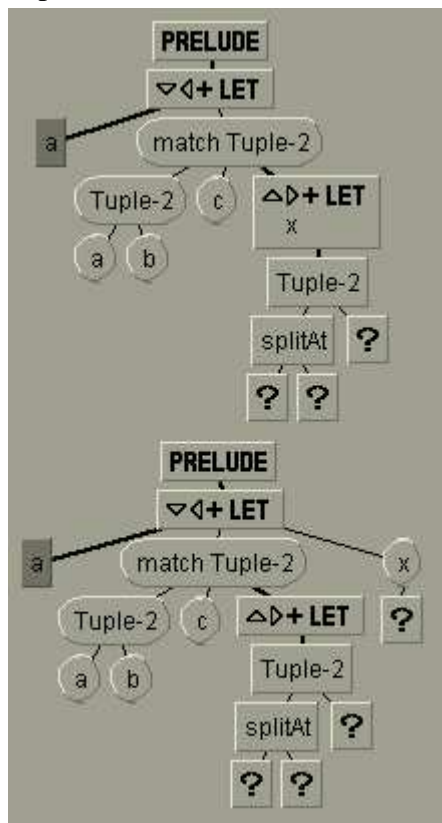 PRELUDE
▽◁+ LET
a
match Tuple-2
Tuple-2
c
△▷+ LET
x
a
b
Tuple-2
splitAt
?
?
?
PRELUDE
▽◁+ LET
a
match Tuple-2
x
Tuple-2
c
△▷+ LET
?
a
b
Tuple-2
splitAt
?
?
?